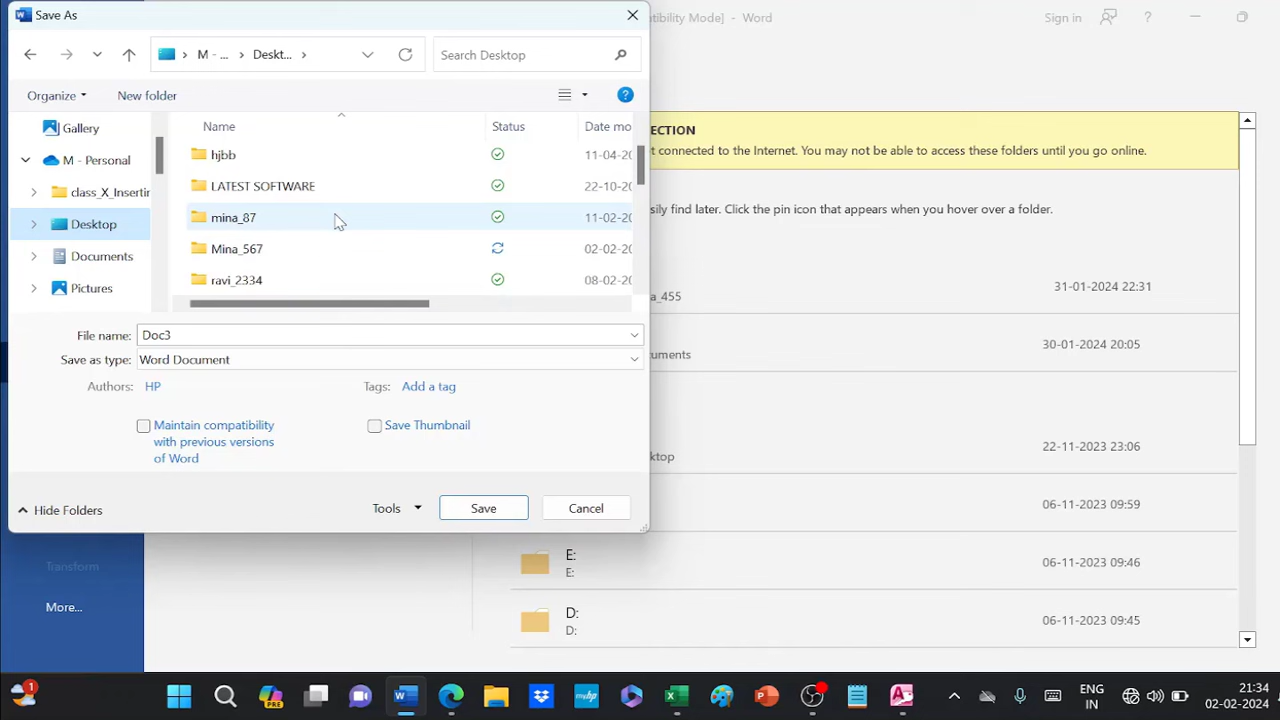 Save As
tibility Mode] - Word
Sign in
?
M - ...
Deskt...
Search Desktop
Organize
New folder
?
Gallery
M - Personal
class_X_Insertir
Desktop
Documents
Pictures
Name
Status
Date mo
hjbb
11-04-20
LATEST SOFTWARE
22-10-20
mina_87
11-02-20
Mina_567
02-02-20
ravi_2334
08-02-20
File name:
Doc3
Save as type:
Word Document
Authors:
HP
Tags:
Add a tag
Maintain compatibility
with previous versions
of Word
Save Thumbnail
Hide Folders
Tools
Save
Cancel
ECTION
t connected to the Internet. You may not be able to access these folders until you go online.
sily find later. Click the pin icon that appears when you hover over a folder.
31-01-2024 22:31
a_455
30-01-2024 20:05
uments
22-11-2023 23:06
ktop
06-11-2023 09:59
E:
E:
06-11-2023 09:46
D:
D:
06-11-2023 09:45
Transform
More...
1
PRE
myhp
ENG
IN
21:34
02-02-2024